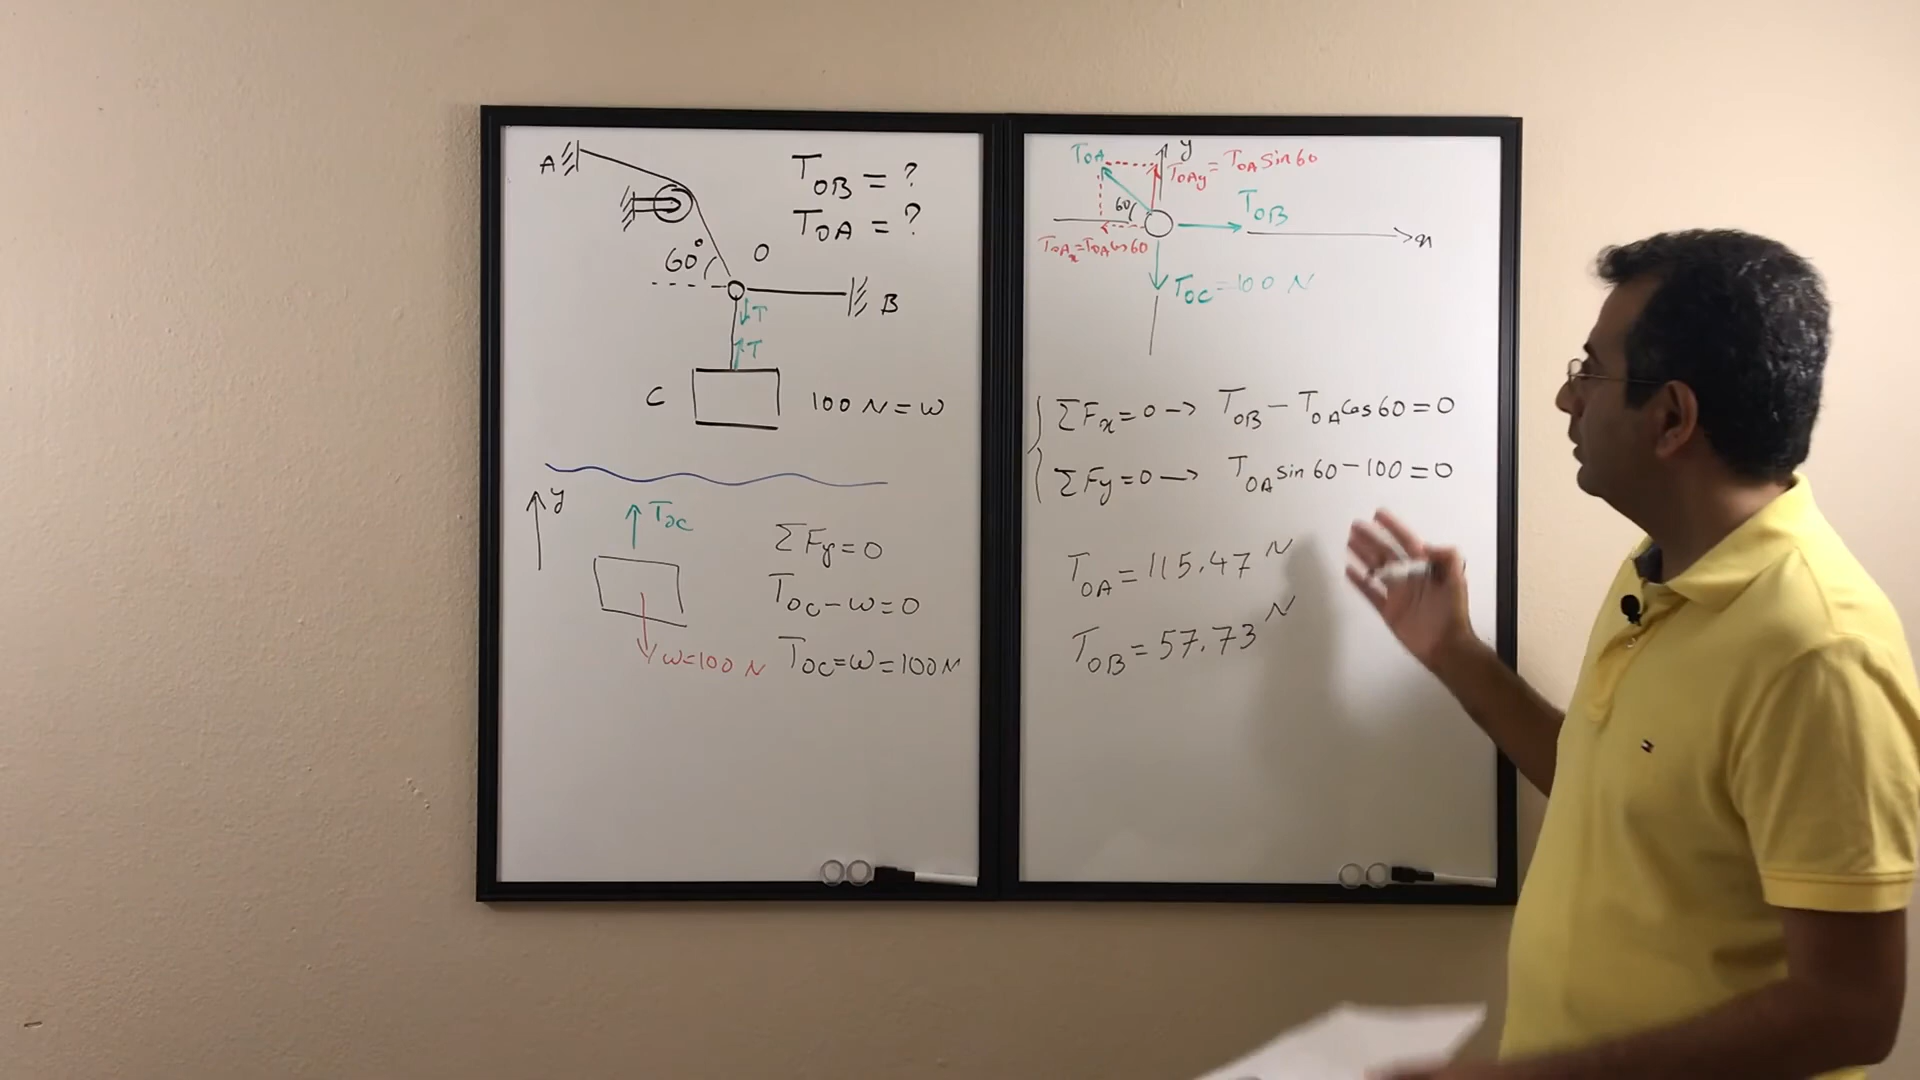 A
T_OB = ?
T_OA = ?
60°
O
B
T
T
C
100 N = W
y
T_OC
W=100 N
ΣFy=0
T_OC-W=0
T_OC=W=100N
T_OA
y
T_OAy = T_OA Sin 60
60
T_OB
T_OAx = T_OA Cos 60
x
T_OC=100 N
ΣFx=0 → T_OB - T_OA Cos 60=0
ΣFy=0 → T_OA sin 60-100=0
T_OA=115.47 N
T_OB=57.73 N